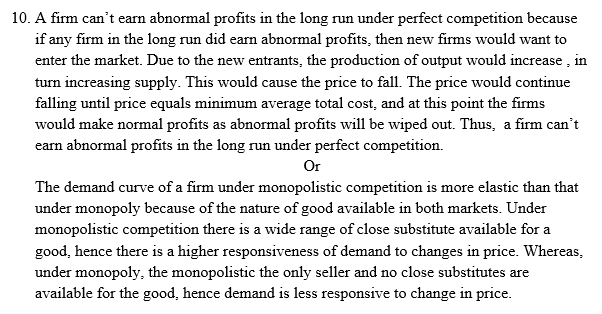 10. A firm can't earn abnormal profits in the long run under perfect competition because
if any firm in the long run did earn abnormal profits, then new firms would want to
enter the market. Due to the new entrants, the production of output would increase , in
turn increasing supply. This would cause the price to fall. The price would continue
falling until price equals minimum average total cost, and at this point the firms
would make normal profits as abnormal profits will be wiped out. Thus,  a firm can't
earn abnormal profits in the long run under perfect competition.
Or
The demand curve of a firm under monopolistic competition is more elastic than that
under monopoly because of the nature of good available in both markets. Under
monopolistic competition there is a wide range of close substitute available for a
good, hence there is a higher responsiveness of demand to changes in price. Whereas,
under monopoly, the monopolistic the only seller and no close substitutes are
available for the good, hence demand is less responsive to change in price.